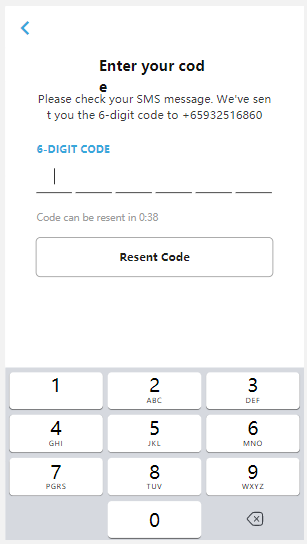 Enter your cod
e
Please check your SMS message. We've sen
t you the 6-digit code to +65932516860
6-DIGIT CODE
Code can be resent in 0:38
Resent Code
1 2 3
ABC DEF
4 5 6
GHI JKL MNO
7 8 9
PGRS TUV WXYZ
0